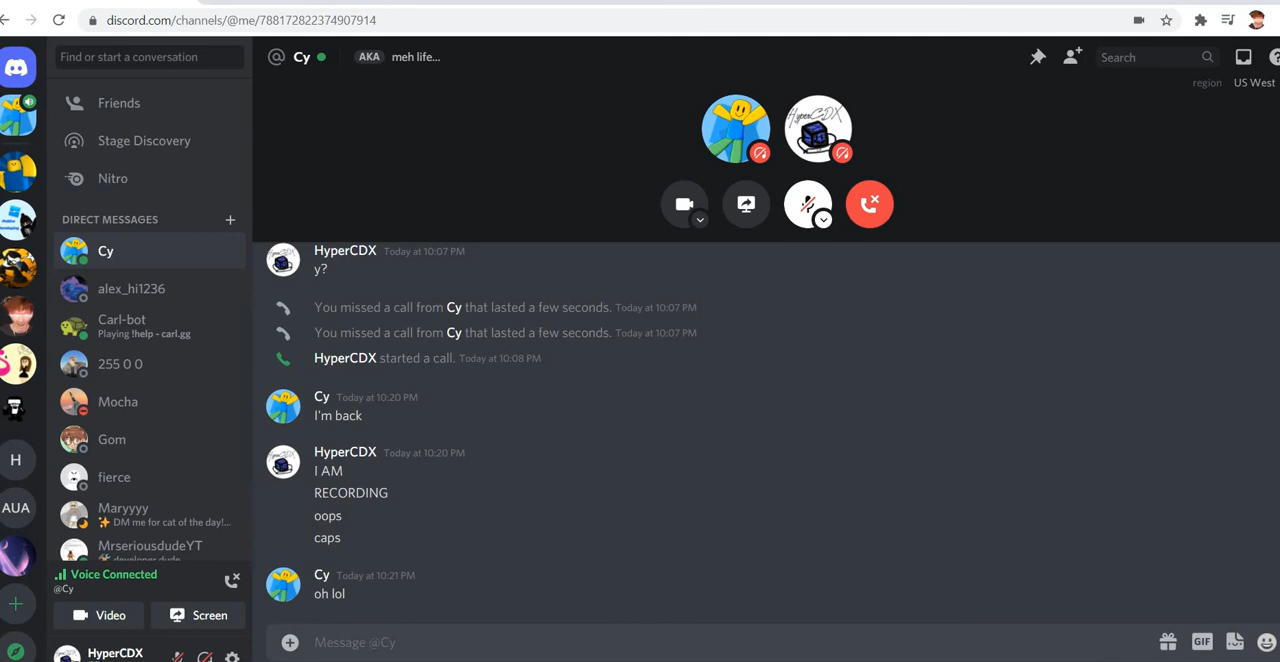 discord.com/channels/@me/788172822374907914
Find or start a conversation
Cy
AKA meh life...
Search
region US West
Friends
Stage Discovery
Nitro
DIRECT MESSAGES
Cy
alex_hi1236
Carl-bot
Playing !help - carl.gg
255 0 0
Mocha
Gom
fierce
Maryyyy
✨ DM me for cat of the day!...
MrseriousdudeYT
developer dude
H
AUA
Voice Connected
@Cy
Video
Screen
HyperCDX
HyperCDX
HyperCDX Today at 10:07 PM
y?
You missed a call from Cy that lasted a few seconds. Today at 10:07 PM
You missed a call from Cy that lasted a few seconds. Today at 10:07 PM
HyperCDX started a call. Today at 10:08 PM
Cy Today at 10:20 PM
I'm back
HyperCDX Today at 10:20 PM
I AM
RECORDING
oops
caps
Cy Today at 10:21 PM
oh lol
Message @Cy
GIF